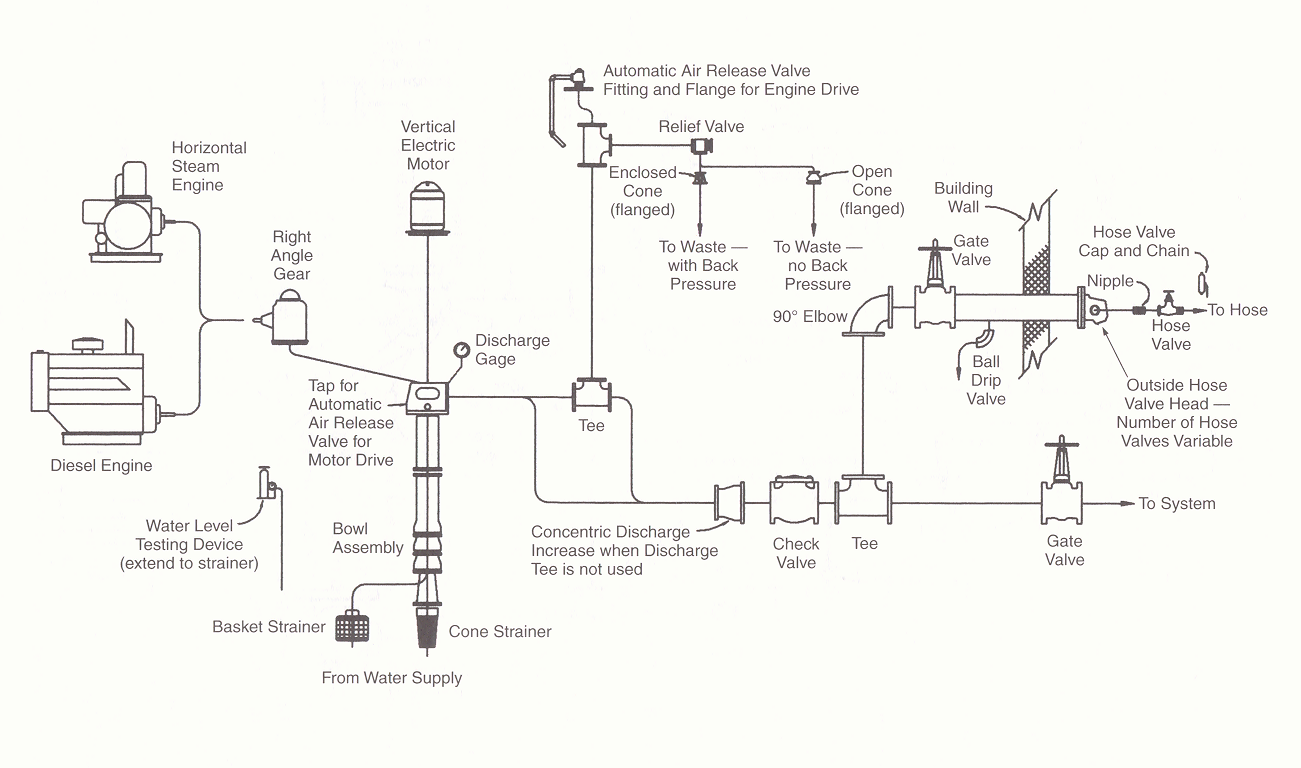 Automatic Air Release Valve
Fitting and Flange for Engine Drive
Relief Valve
Vertical
Electric
Motor
Horizontal
Steam
Engine
Enclosed
Cone
(flanged)
Open
Cone
(flanged)
Building
Wall
Right
Angle
Gear
To Waste —
with Back
Pressure
To Waste —
no Back
Pressure
Gate
Valve
Hose Valve
Cap and Chain
Nipple
90° Elbow
To Hose
Hose
Valve
Discharge
Gage
Ball
Drip
Valve
Outside Hose
Valve Head —
Number of Hose
Valves Variable
Tap for
Automatic
Air Release
Valve for
Motor Drive
Tee
Diesel Engine
Water Level
Testing Device
(extend to strainer)
Bowl
Assembly
Concentric Discharge
Increase when Discharge
Tee is not used
Check
Valve
Tee
To System
Gate
Valve
Basket Strainer
Cone Strainer
From Water Supply